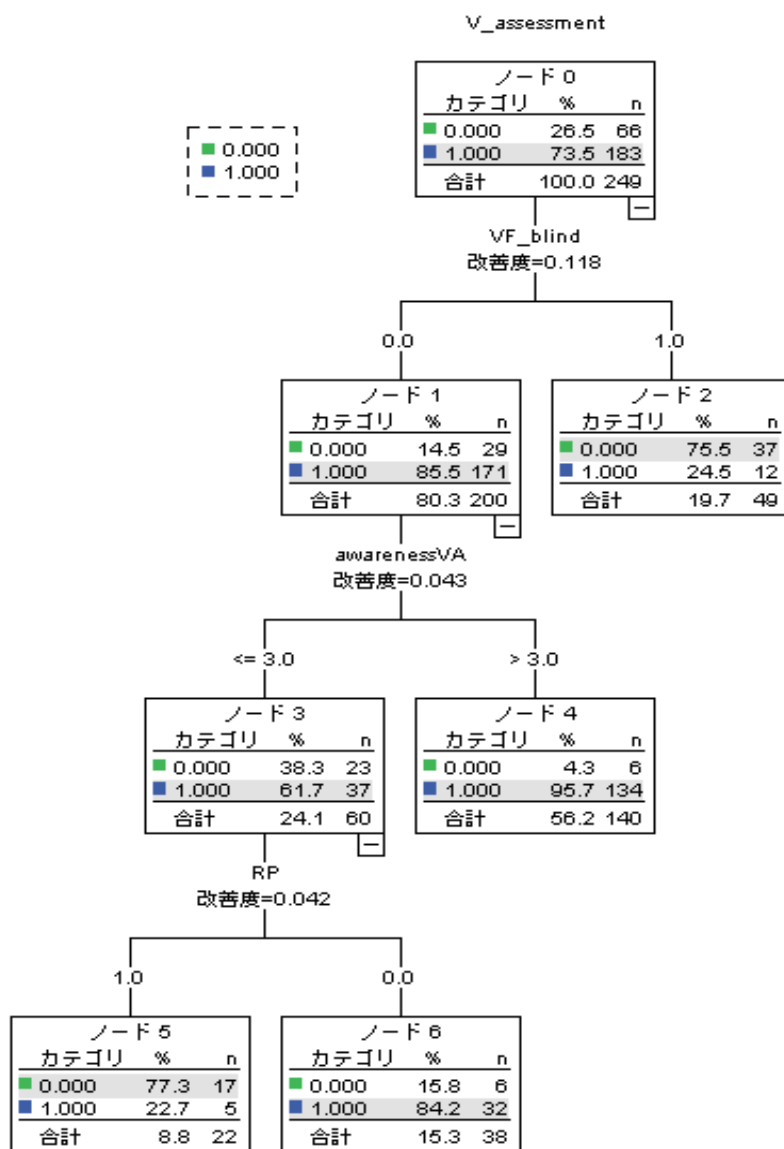 V_assessment
ノード 0
カテゴリ % n
0.000 26.5 66
1.000 73.5 183
合計 100.0 249
0.000
1.000
VF_blind
改善度=0.118
0.0 1.0
ノード 1
カテゴリ % n
0.000 14.5 29
1.000 85.5 171
合計 80.3 200
ノード 2
カテゴリ % n
0.000 75.5 37
1.000 24.5 12
合計 19.7 49
awarenessVA
改善度=0.043
<= 3.0 > 3.0
ノード 3
カテゴリ % n
0.000 38.3 23
1.000 61.7 37
合計 24.1 60
ノード 4
カテゴリ % n
0.000 4.3 6
1.000 95.7 134
合計 56.2 140
RP
改善度=0.042
1.0 0.0
ノード 5
カテゴリ % n
0.000 77.3 17
1.000 22.7 5
合計 8.8 22
ノード 6
カテゴリ % n
0.000 15.8 6
1.000 84.2 32
合計 15.3 38